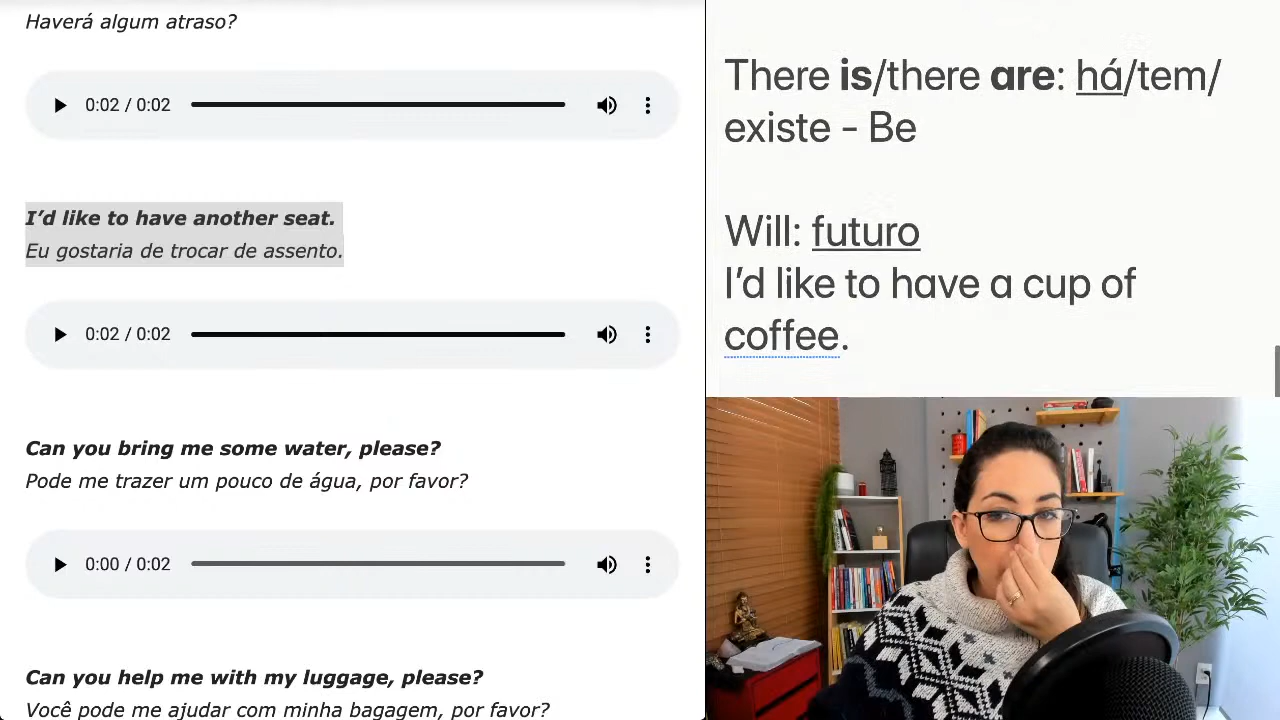 Haverá algum atraso?
0:02 / 0:02
I’d like to have another seat.
Eu gostaria de trocar de assento.
0:02 / 0:02
Can you bring me some water, please?
Pode me trazer um pouco de água, por favor?
0:00 / 0:02
Can you help me with my luggage, please?
Você pode me ajudar com minha bagagem, por favor?
There is/there are: há/tem/
existe - Be
Will: futuro
I’d like to have a cup of
coffee.